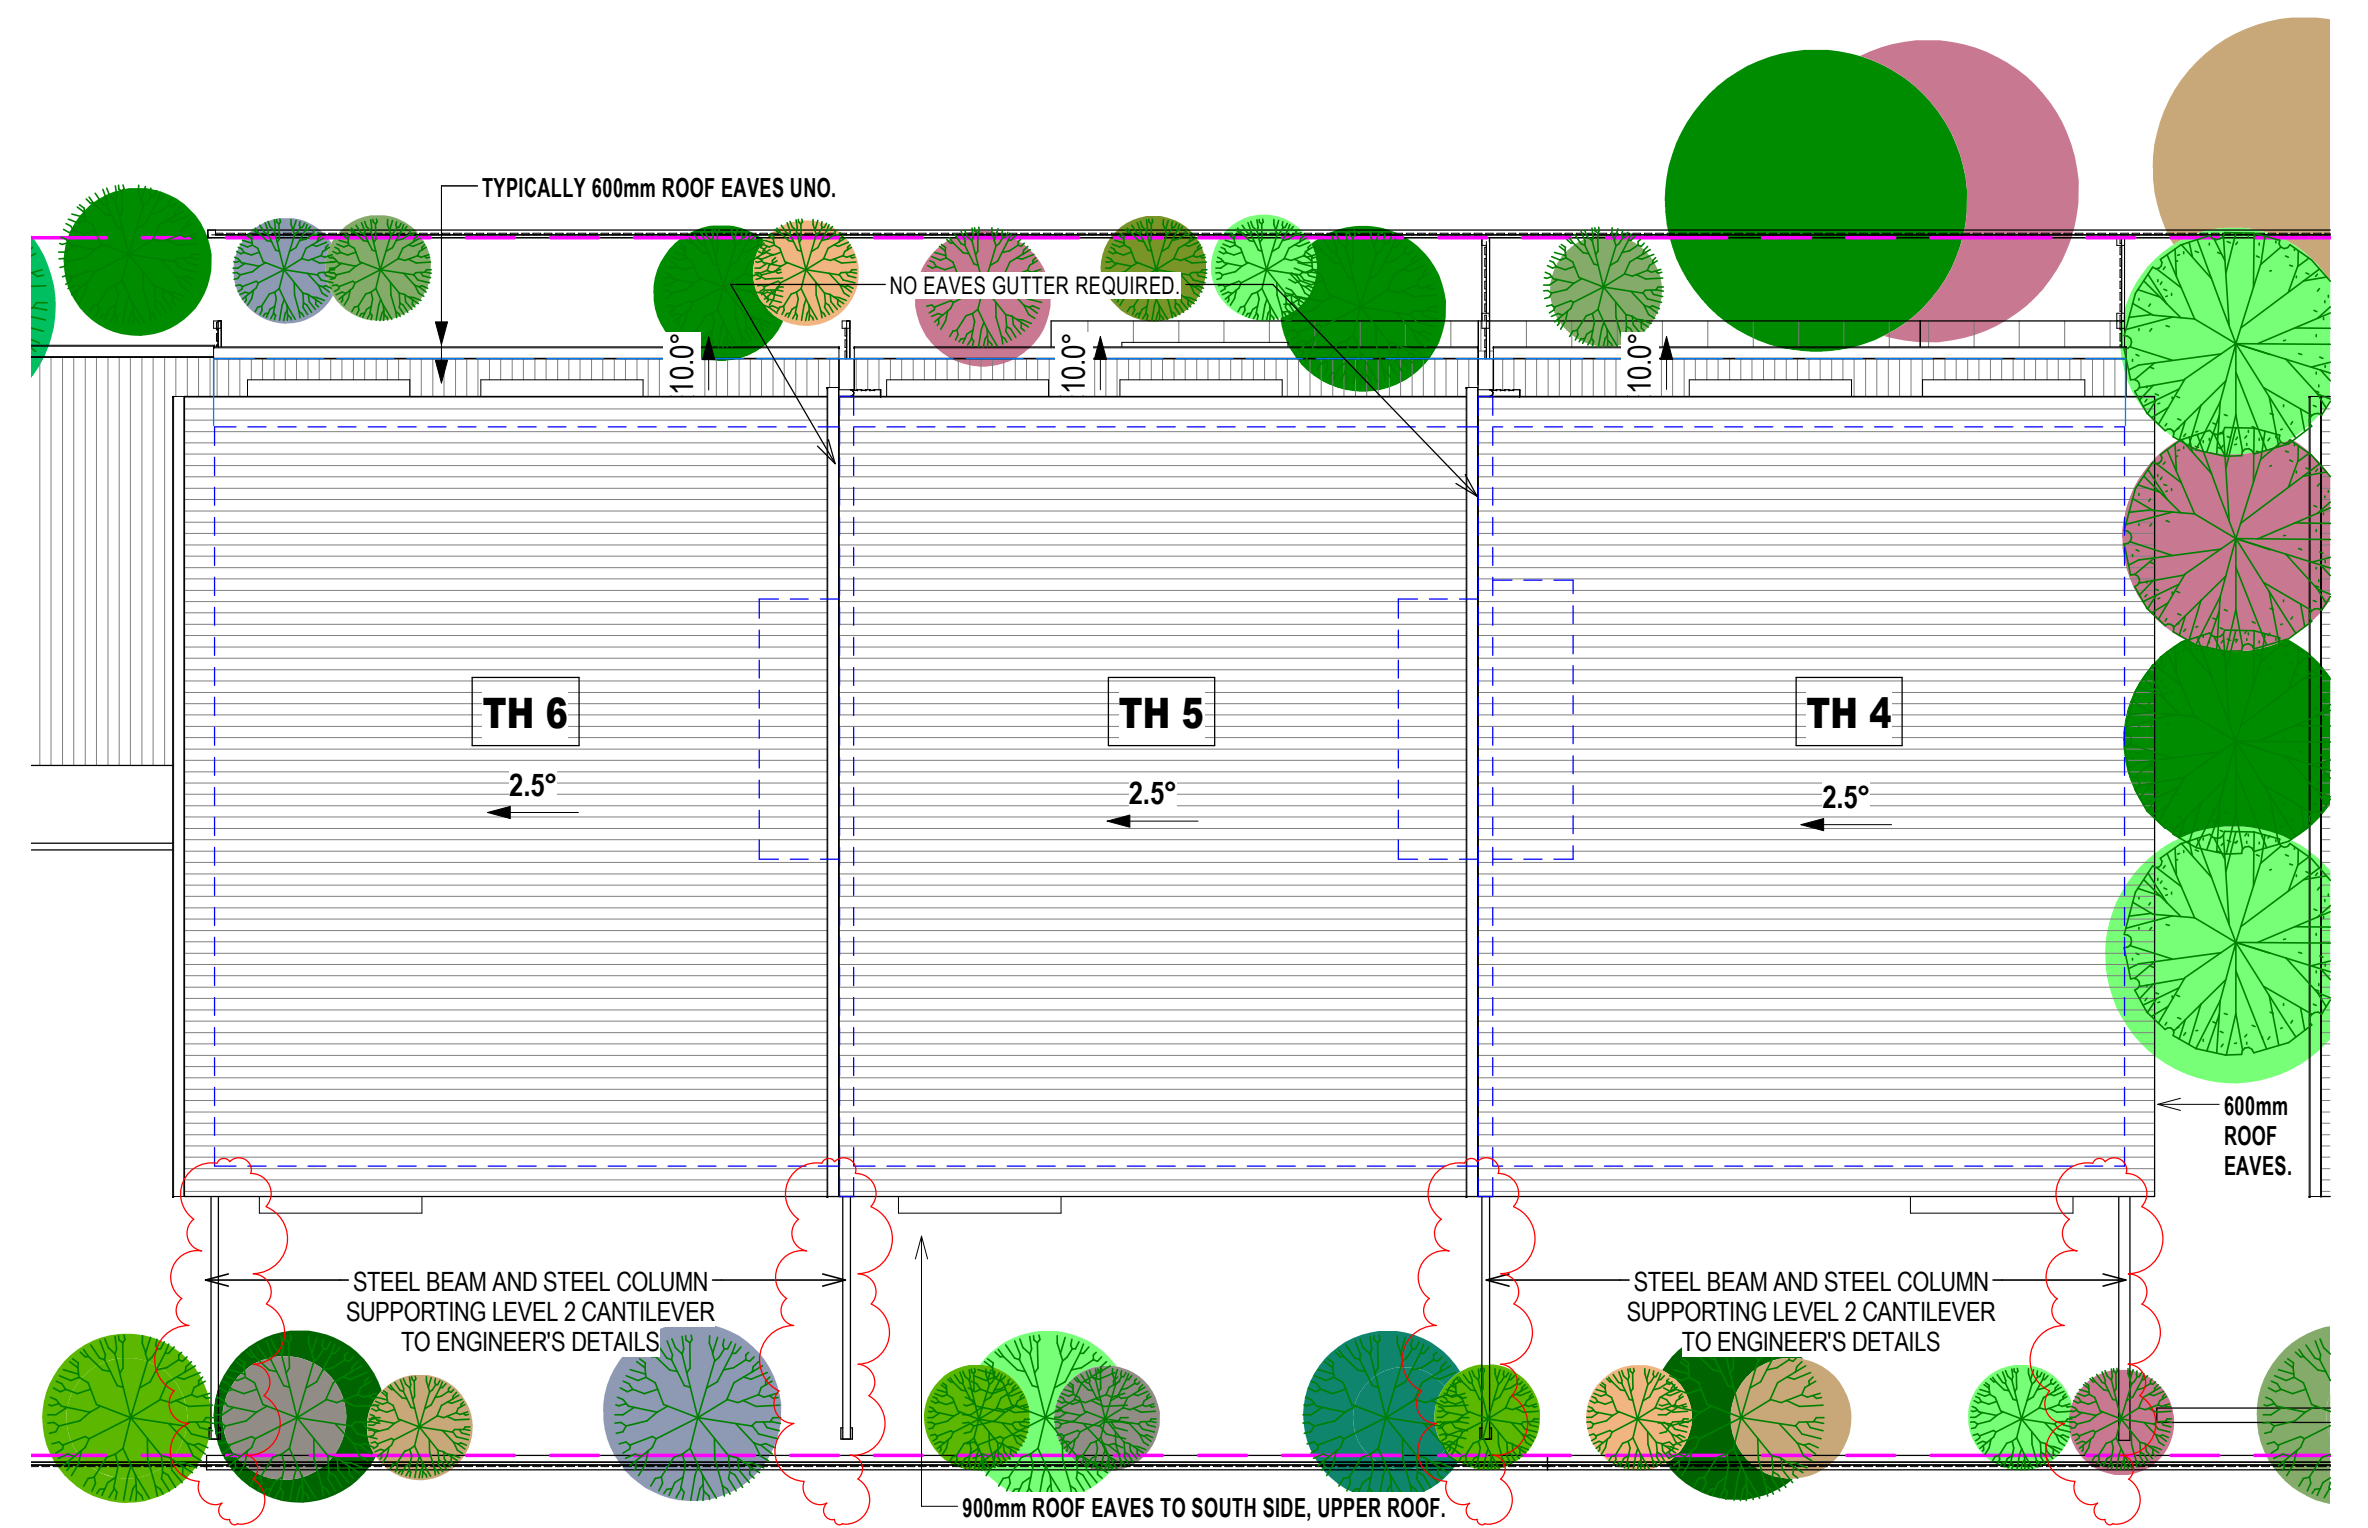 TYPICALLY 600mm ROOF EAVES UNO.
NO EAVES GUTTER REQUIRED.
10.0°
10.0°
10.0°
TH 6
TH 5
TH 4
2.5°
2.5°
2.5°
600mm
ROOF
EAVES.
STEEL BEAM AND STEEL COLUMN
SUPPORTING LEVEL 2 CANTILEVER
TO ENGINEER'S DETAILS
STEEL BEAM AND STEEL COLUMN
SUPPORTING LEVEL 2 CANTILEVER
TO ENGINEER'S DETAILS
900mm ROOF EAVES TO SOUTH SIDE, UPPER ROOF.